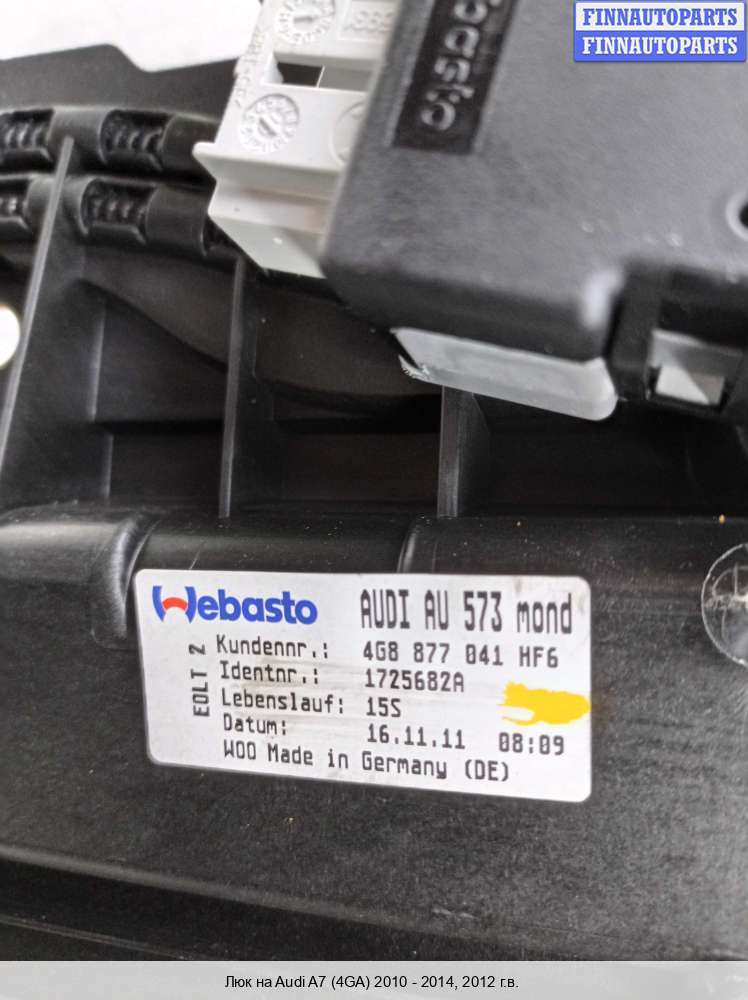 FINNAUTOPARTS
FINNAUTOPARTS
Webasto
AUDI AU 573 mond
EOLT 2
Kundennr.: 4G8 877 041 HF6
Identnr.: 1725682A
Lebenslauf: 15S
Datum: 16.11.11 08:09
W00 Made in Germany (DE)
Люк на Audi A7 (4GA) 2010 - 2014, 2012 г.в.